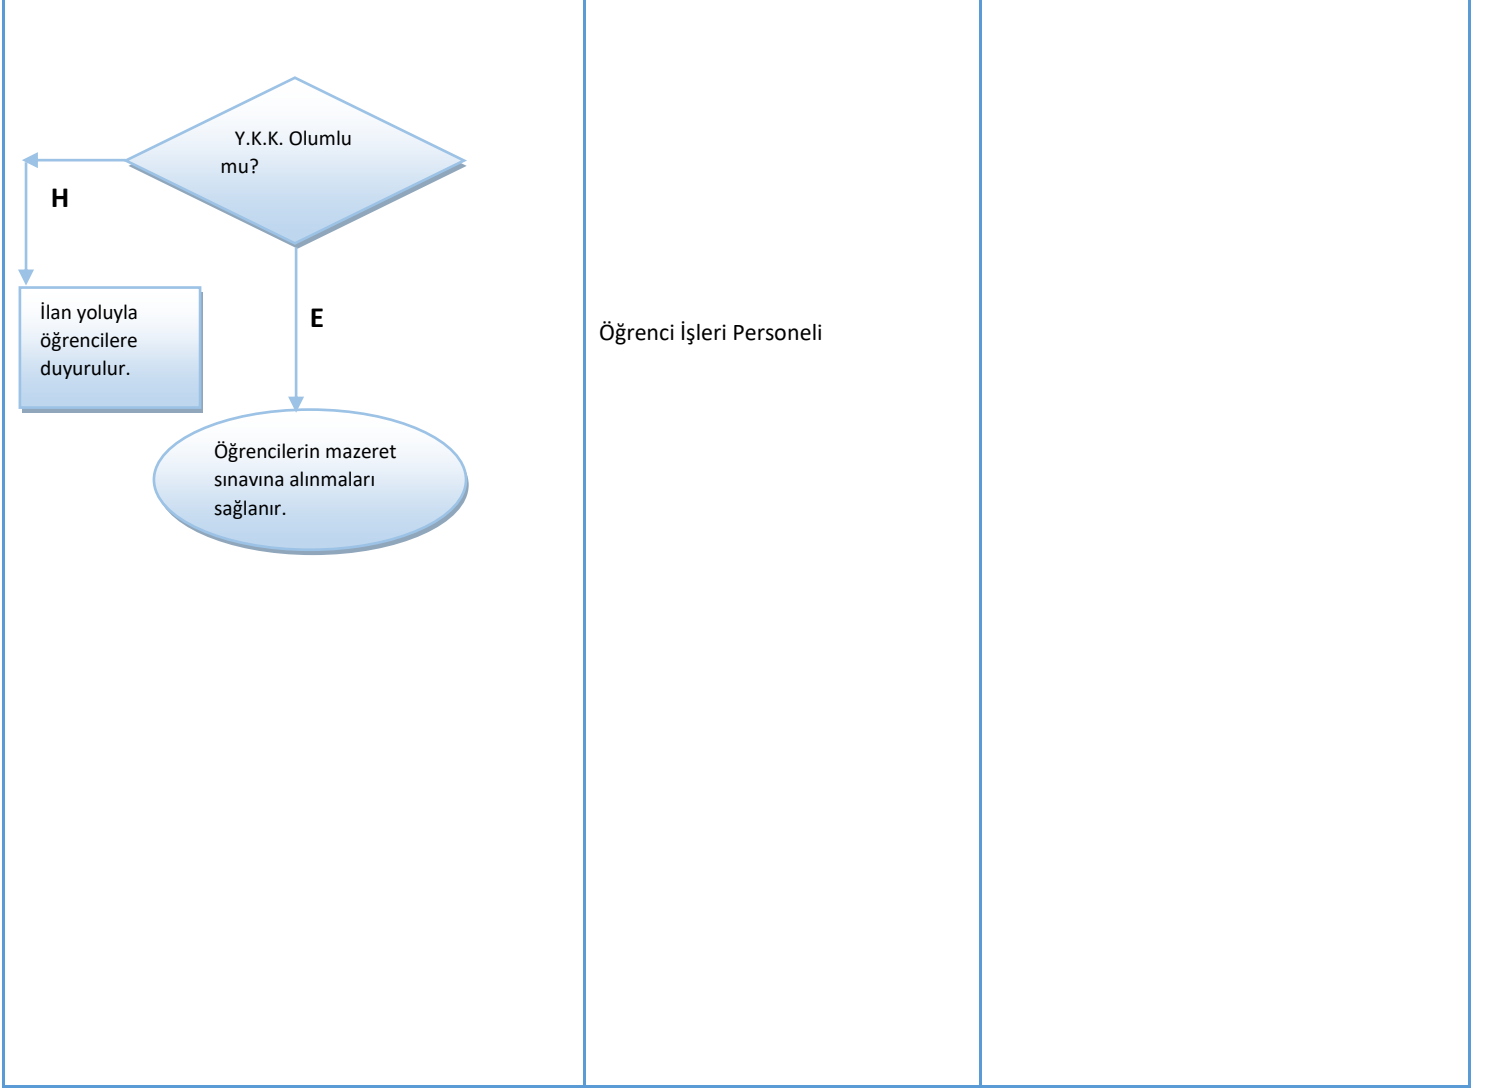 Y.K.K. Olumlu
mu?
H
İlan yoluyla
öğrencilere
duyurulur.
E
Öğrencilerin mazeret
sınavına alınmaları
sağlanır.
Öğrenci İşleri Personeli